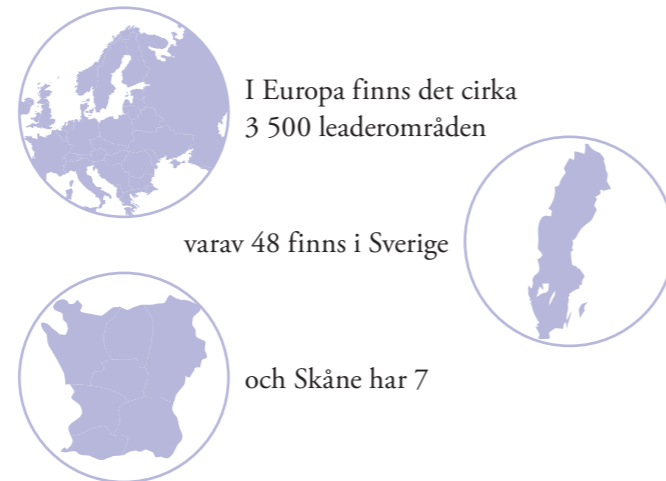 I Europa finns det cirka
3 500 leaderområden
varav 48 finns i Sverige
och Skåne har 7